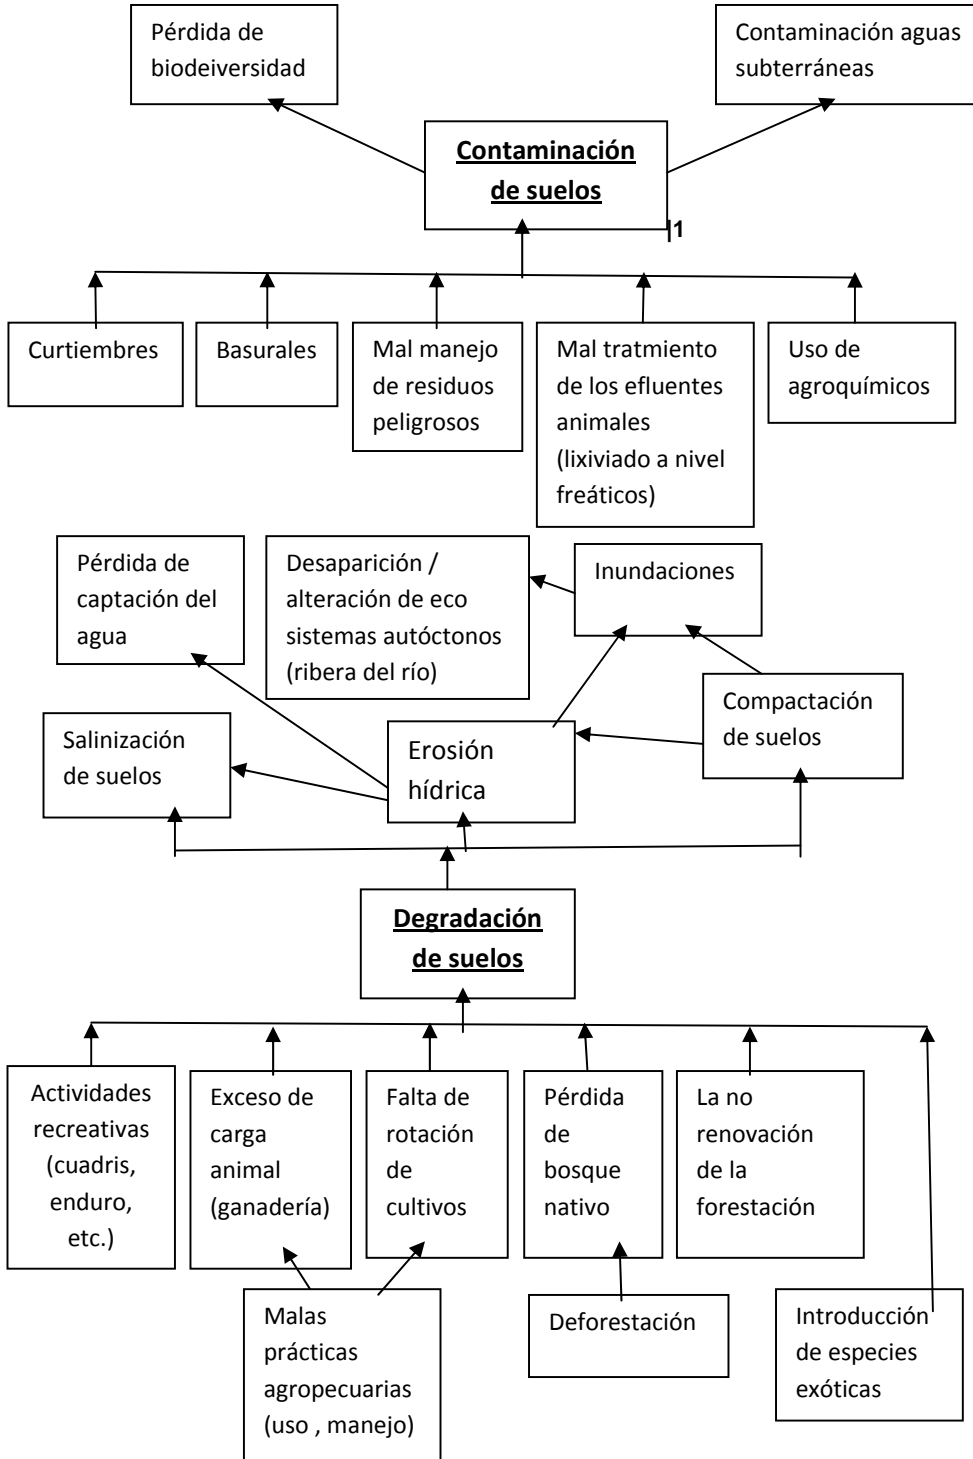 Pérdida de
biodeiversidad
Contaminación aguas
subterráneas
Contaminación
de suelos
|1
Curtiembres
Basurales
Mal manejo
de residuos
peligrosos
Mal tratmiento
de los efluentes
animales
(lixiviado a nivel
freáticos)
Uso de
agroquímicos
Pérdida de
captación del
agua
Desaparición /
alteración de eco
sistemas autóctonos
(ribera del río)
Inundaciones
Salinización
de suelos
Erosión
hídrica
Compactación
de suelos
Degradación
de suelos
Actividades
recreativas
(cuadris,
enduro,
etc.)
Exceso de
carga
animal
(ganadería)
Falta de
rotación
de
cultivos
Pérdida
de
bosque
nativo
La no
renovación
de la
forestación
Malas
prácticas
agropecuarias
(uso , manejo)
Deforestación
Introducción
de especies
exóticas